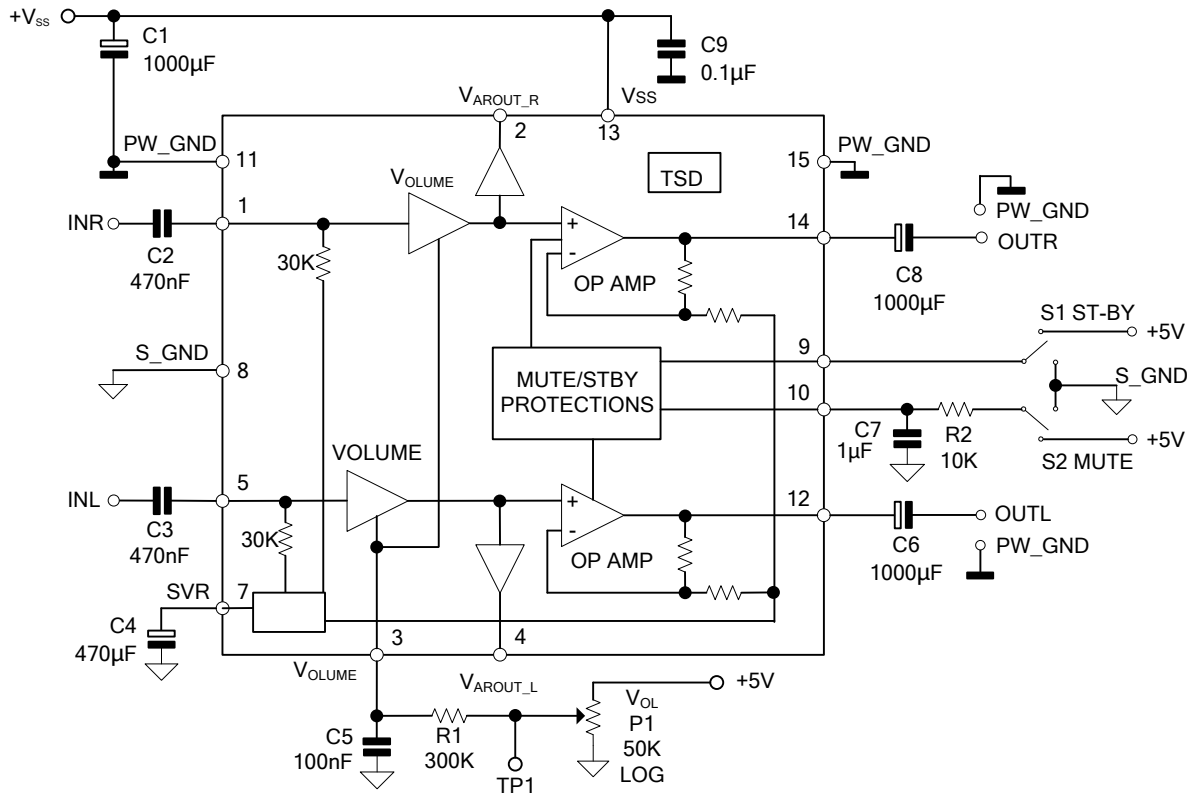 +VSS
C1
1000µF
C9
0.1µF
VAROUT_R
VSS
2
13
PW_GND
11
15
PW_GND
TSD
VOLUME
INR
1
C2
470nF
30K
+
-
OP AMP
14
PW_GND
OUTR
C8
1000µF
S1 ST-BY
+5V
S_GND
8
MUTE/STBY
PROTECTIONS
9
10
S_GND
C7
1µF
R2
10K
+5V
S2 MUTE
VOLUME
INL
5
C3
470nF
30K
+
-
OP AMP
12
OUTL
C6
1000µF
PW_GND
SVR
7
C4
470µF
3
4
VOLUME
VAROUT_L
+5V
VOL
P1
50K
LOG
C5
100nF
R1
300K
TP1